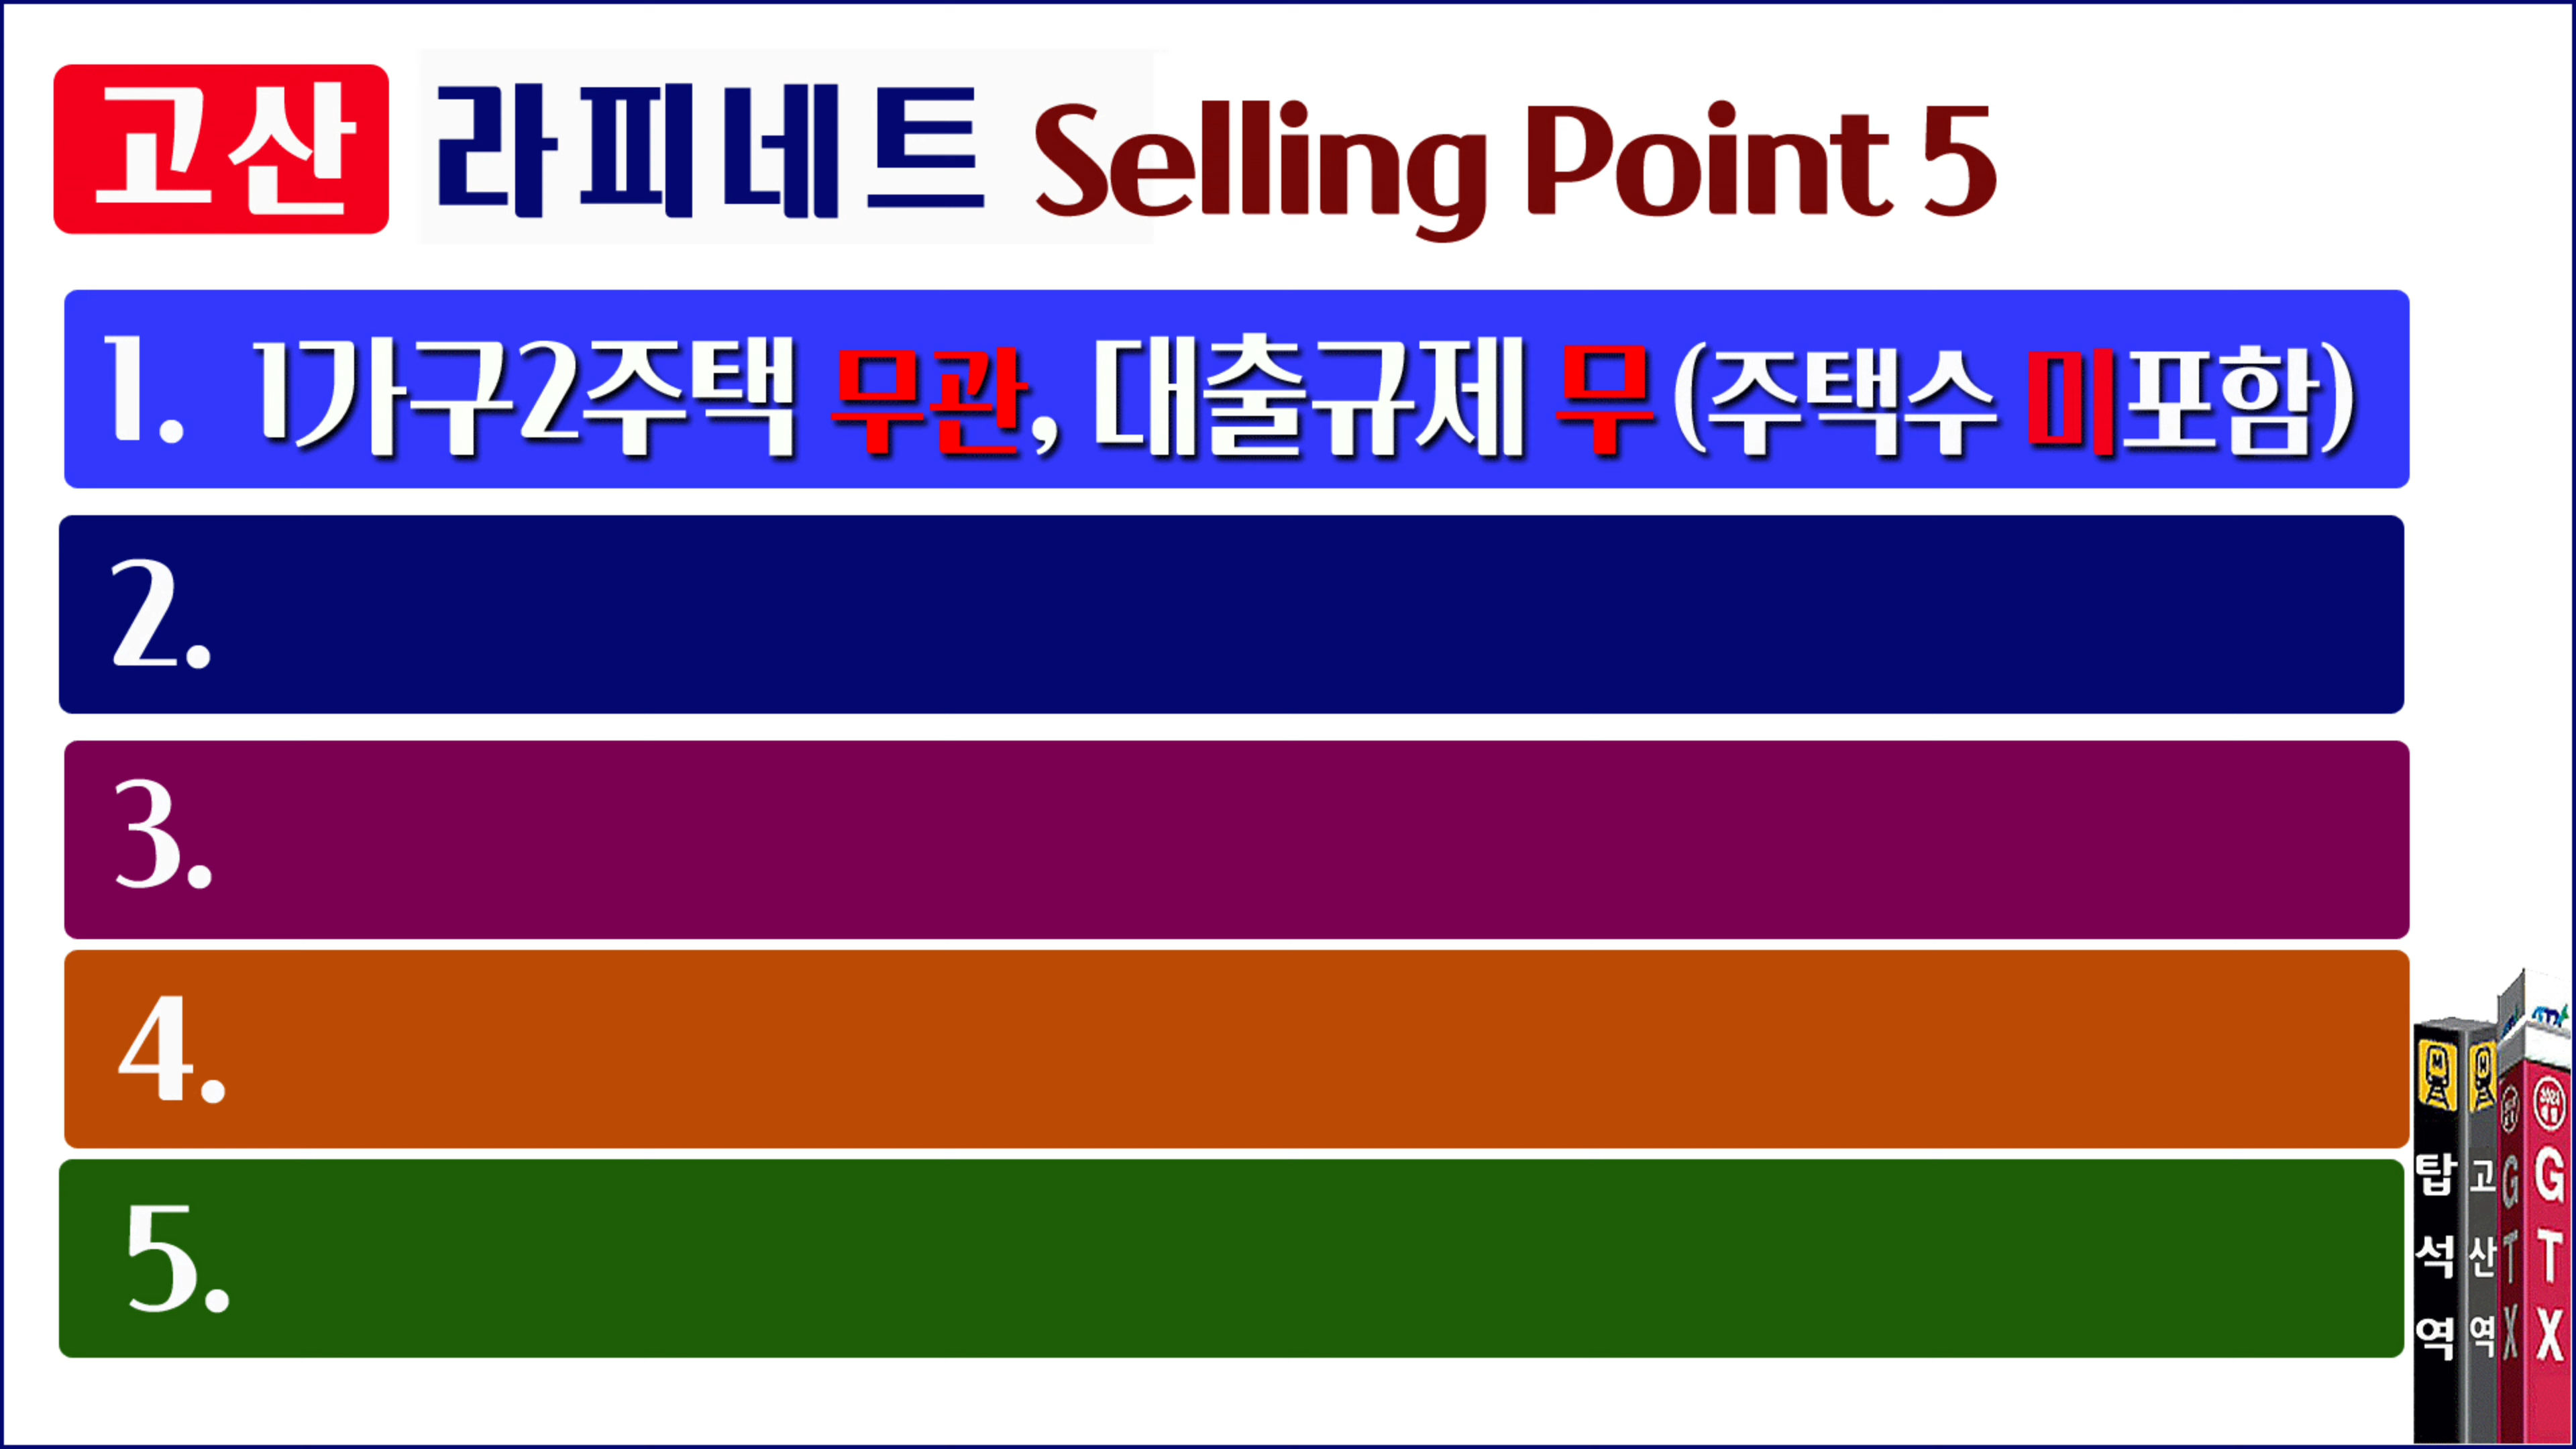 고산 라피네트 Selling Point 5
1. 1가구2주택 무관, 대출규제 무 (주택수 미포함)
2.
3.
4.
5.
탑석역
고산역
GTX
GTX